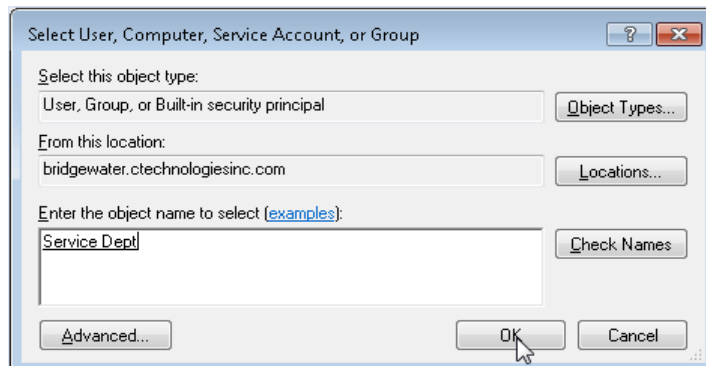 Select User, Computer, Service Account, or Group
Select this object type:
User, Group, or Built-in security principal
Object Types...
From this location:
bridgewater.ctechnologiesinc.com
Locations...
Enter the object name to select (examples):
Service Dept
Check Names
Advanced...
OK
Cancel